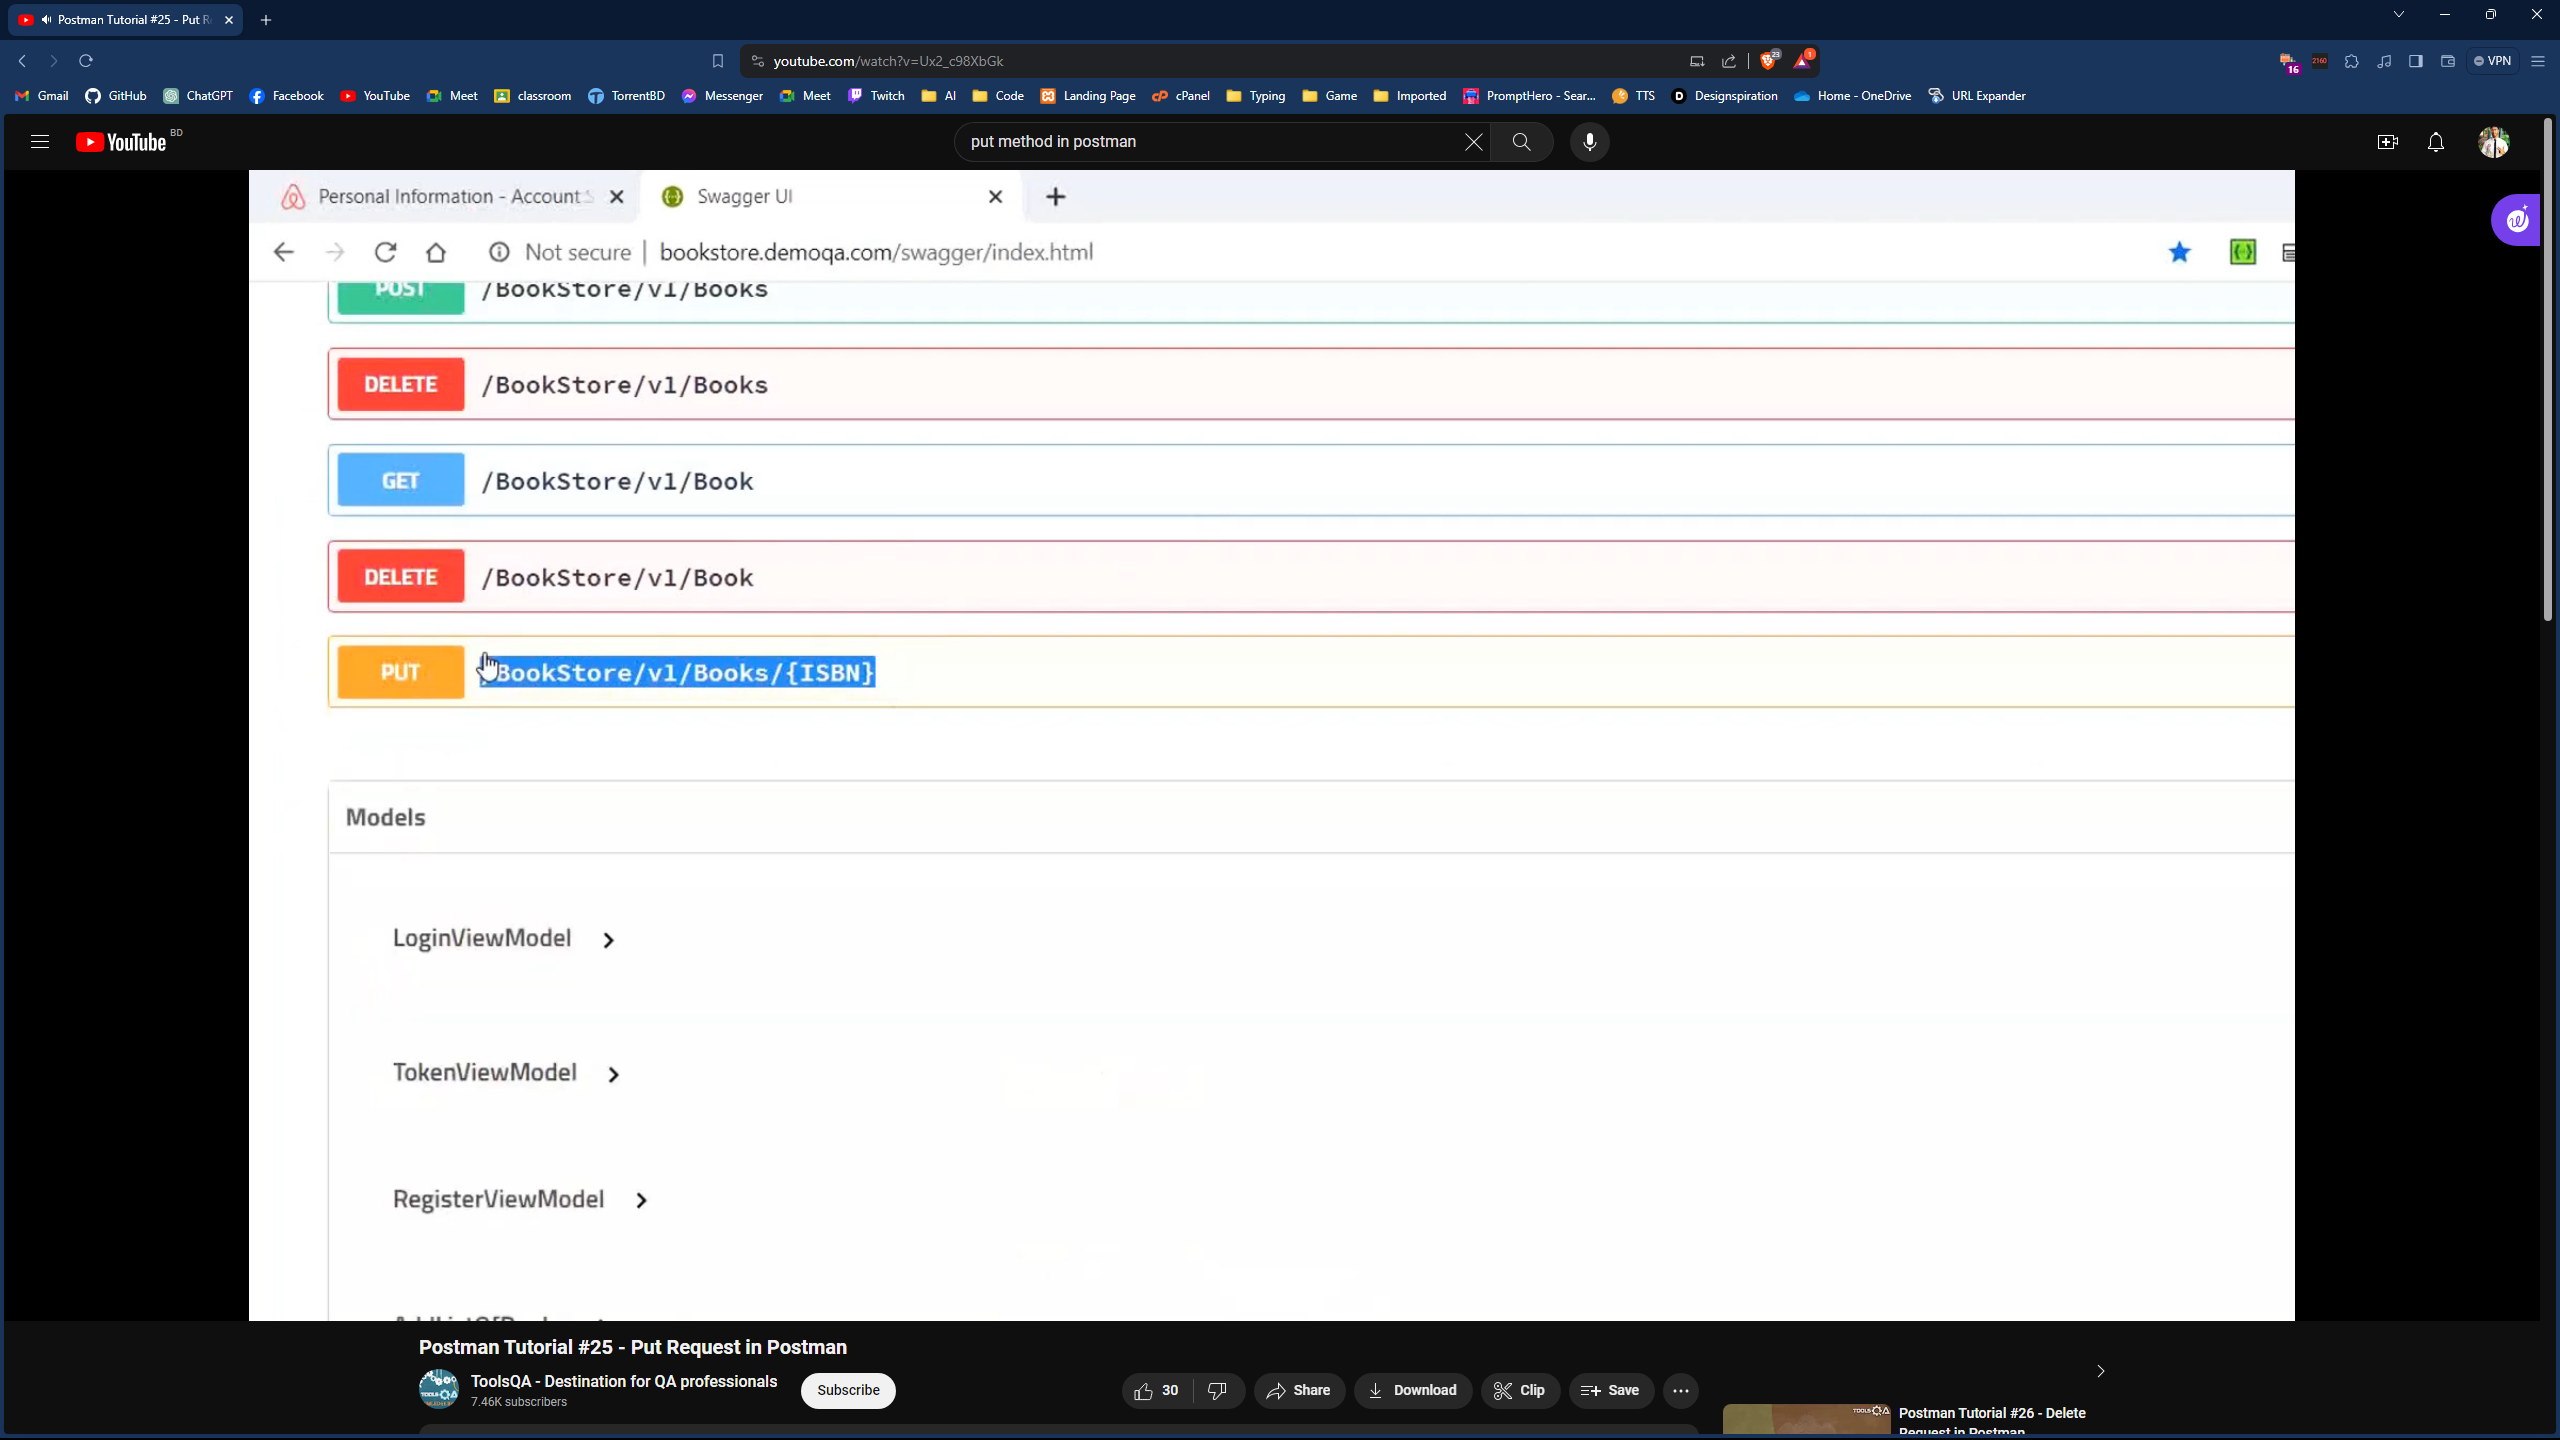 Postman Tutorial #25 - Put R
youtube.com/watch?v=Ux2_c98XbGk
23
1
16
2160
VPN
Gmail
GitHub
ChatGPT
Facebook
YouTube
Meet
classroom
TorrentBD
Messenger
Meet
Twitch
AI
Code
Landing Page
cPanel
Typing
Game
Imported
PromptHero - Sear...
TTS
Designspiration
Home - OneDrive
URL Expander
YouTube BD
put method in postman
Personal Information - Account
Swagger UI
Not secure | bookstore.demoqa.com/swagger/index.html
POST /BookStore/v1/Books
DELETE /BookStore/v1/Books
GET /BookStore/v1/Book
DELETE /BookStore/v1/Book
PUT /BookStore/v1/Books/{ISBN}
Models
LoginViewModel
TokenViewModel
RegisterViewModel
Postman Tutorial #25 - Put Request in Postman
ToolsQA - Destination for QA professionals
7.46K subscribers
Subscribe
30
Share
Download
Clip
Save
Postman Tutorial #26 - Delete
Request in Postman